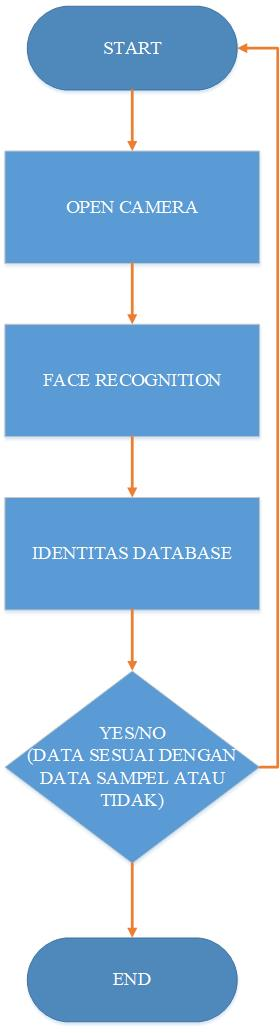 START
OPEN CAMERA
FACE RECOGNITION
IDENTITAS DATABASE
YES/NO
(DATA SESUAI DENGAN
DATA SAMPEL ATAU
TIDAK)
END